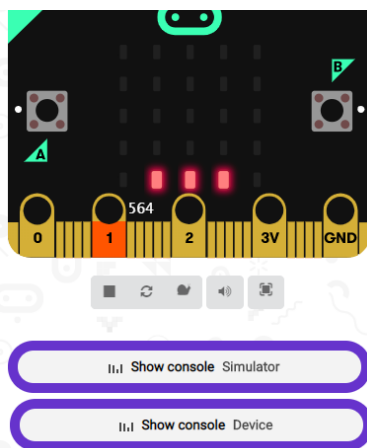 B
A
564
0 1 2 3V GND
Show console Simulator
Show console Device